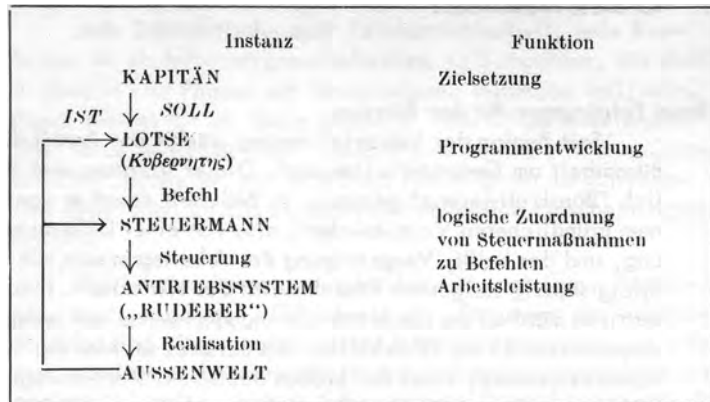 Instanz Funktion
KAPITÄN Zielsetzung
SOLL
IST
LOTSE
(Κυβερνητης) Programmentwicklung
Befehl
STEUERMANN logische Zuordnung
von Steuermaßnahmen
Steuerung zu Befehlen
ANTRIEBSSYSTEM Arbeitsleistung
(„RUDERER“)
Realisation
AUSSENWELT